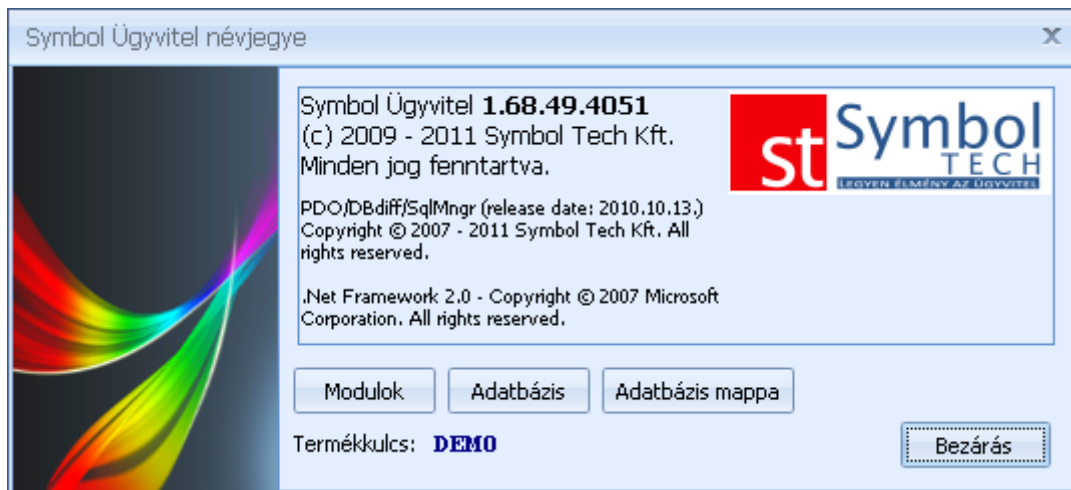 Symbol Ügyvitel névjegye
Symbol Ügyvitel 1.68.49.4051
(c) 2009 - 2011 Symbol Tech Kft.
Minden jog fenntartva.
PDO/DBdiff/SqlMngr (release date: 2010.10.13.)
Copyright © 2007 - 2011 Symbol Tech Kft. All
rights reserved.
.Net Framework 2.0 - Copyright © 2007 Microsoft
Corporation. All rights reserved.
st Symbol
TECH
LEGYEN ÉLMÉNY AZ ÜGYVITEL
Modulok Adatbázis Adatbázis mappa
Termékkulcs: DEMO
Bezárás